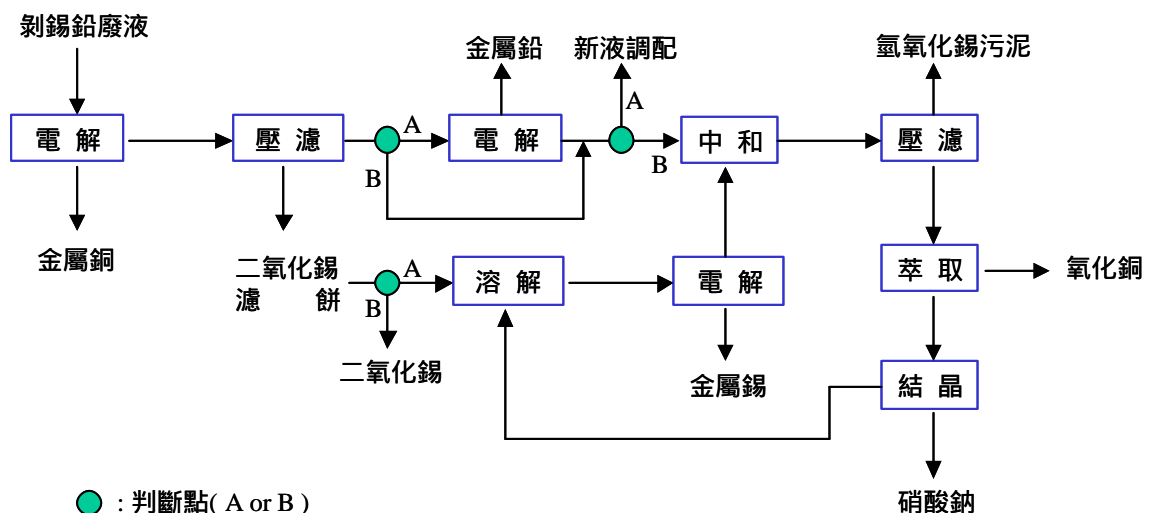 剝錫鉛廢液
金屬鉛
新液調配
氫氧化錫污泥
A
電 解
壓 濾
A
電 解
中 和
壓 濾
B
B
金屬銅
二氧化錫
濾 餅
A
溶 解
電 解
萃 取
氧化銅
B
二氧化錫
金屬錫
結 晶
: 判斷點( A or B )
硝酸鈉